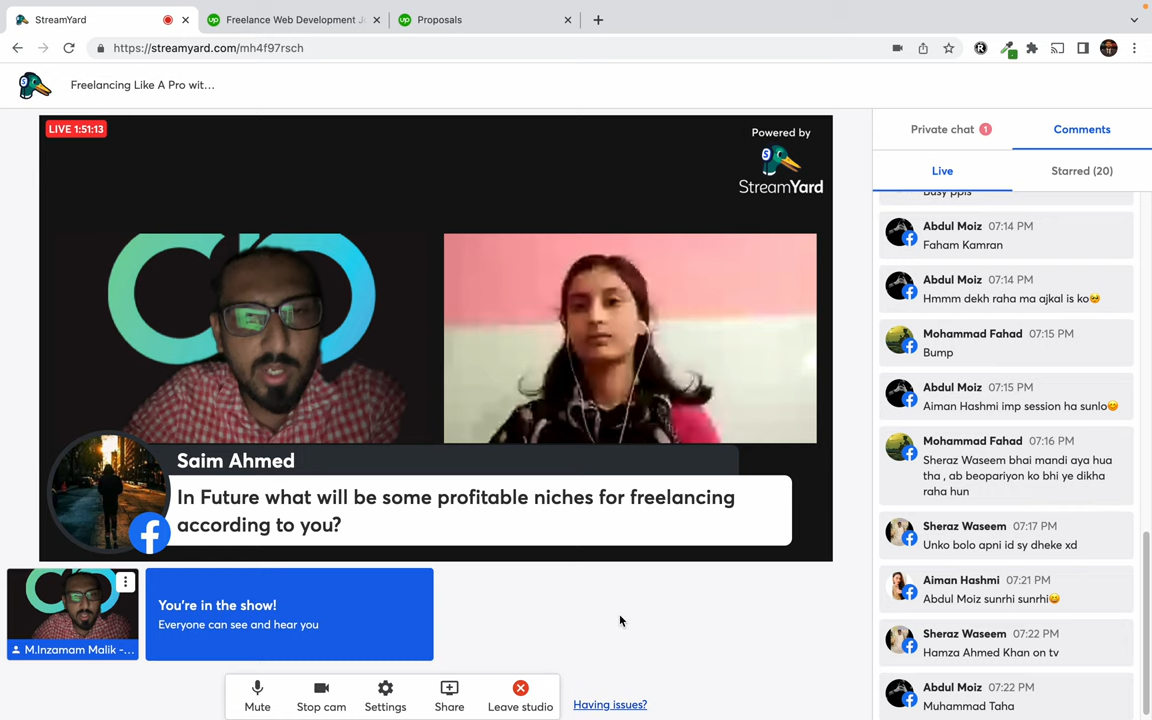 StreamYard
Freelance Web Development J
Proposals
https://streamyard.com/mh4f97rsch
Freelancing Like A Pro wit...
LIVE 1:51:13
Powered by
StreamYard
Saim Ahmed
In Future what will be some profitable niches for freelancing
according to you?
M.Inzamam Malik -...
You're in the show!
Everyone can see and hear you
Mute
Stop cam
Settings
Share
Leave studio
Having issues?
Private chat 1
Comments
Live
Starred (20)
Busy ppls
Abdul Moiz 07:14 PM
Faham Kamran
Abdul Moiz 07:14 PM
Hmmm dekh raha ma ajkal is ko🥹
Mohammad Fahad 07:15 PM
Bump
Abdul Moiz 07:15 PM
Aiman Hashmi imp session ha sunlo😊
Mohammad Fahad 07:16 PM
Sheraz Waseem bhai mandi aya hua
tha , ab beopariyon ko bhi ye dikha
raha hun
Sheraz Waseem 07:17 PM
Unko bolo apni id sy dheke xd
Aiman Hashmi 07:21 PM
Abdul Moiz sunrhi sunrhi😄
Sheraz Waseem 07:22 PM
Hamza Ahmed Khan on tv
Abdul Moiz 07:22 PM
Muhammad Taha